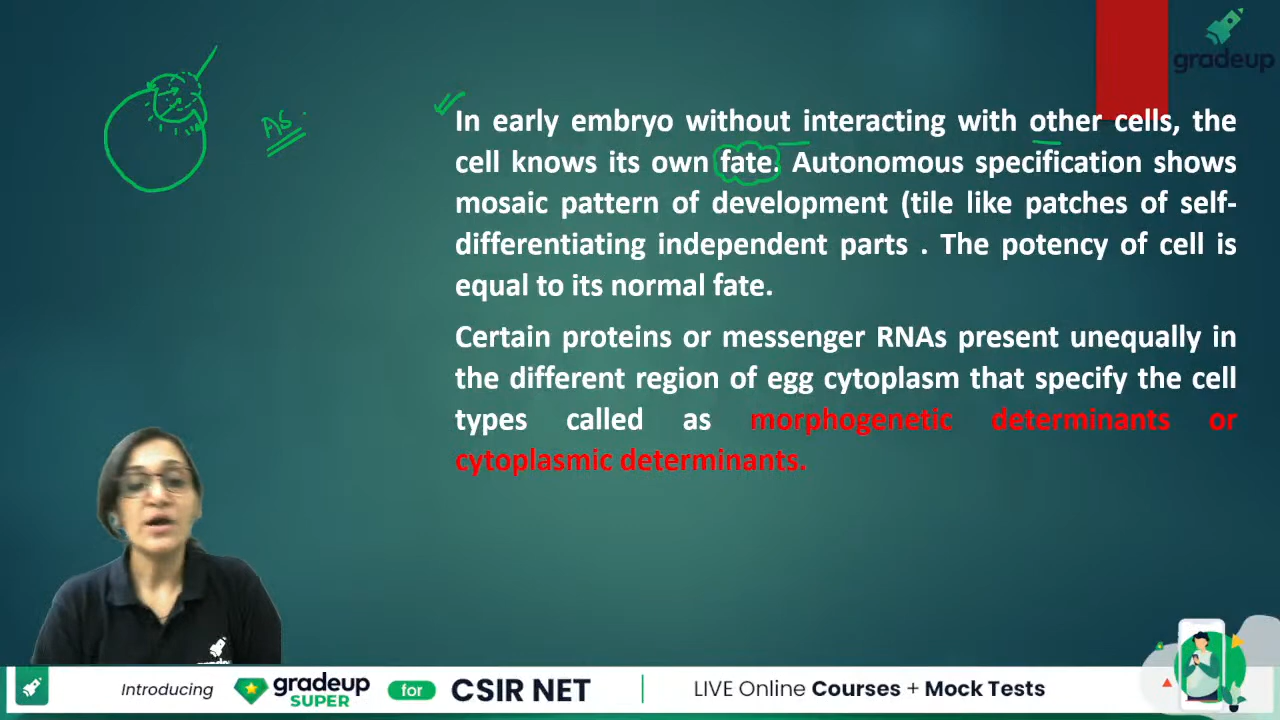 gradeup
AS.
In early embryo without interacting with other cells, the
cell knows its own fate. Autonomous specification shows
mosaic pattern of development (tile like patches of self-
differentiating independent parts . The potency of cell is
equal to its normal fate.
Certain proteins or messenger RNAs present unequally in
the different region of egg cytoplasm that specify the cell
types called as morphogenetic determinants or
cytoplasmic determinants.
Introducing gradeup SUPER for CSIR NET LIVE Online Courses + Mock Tests